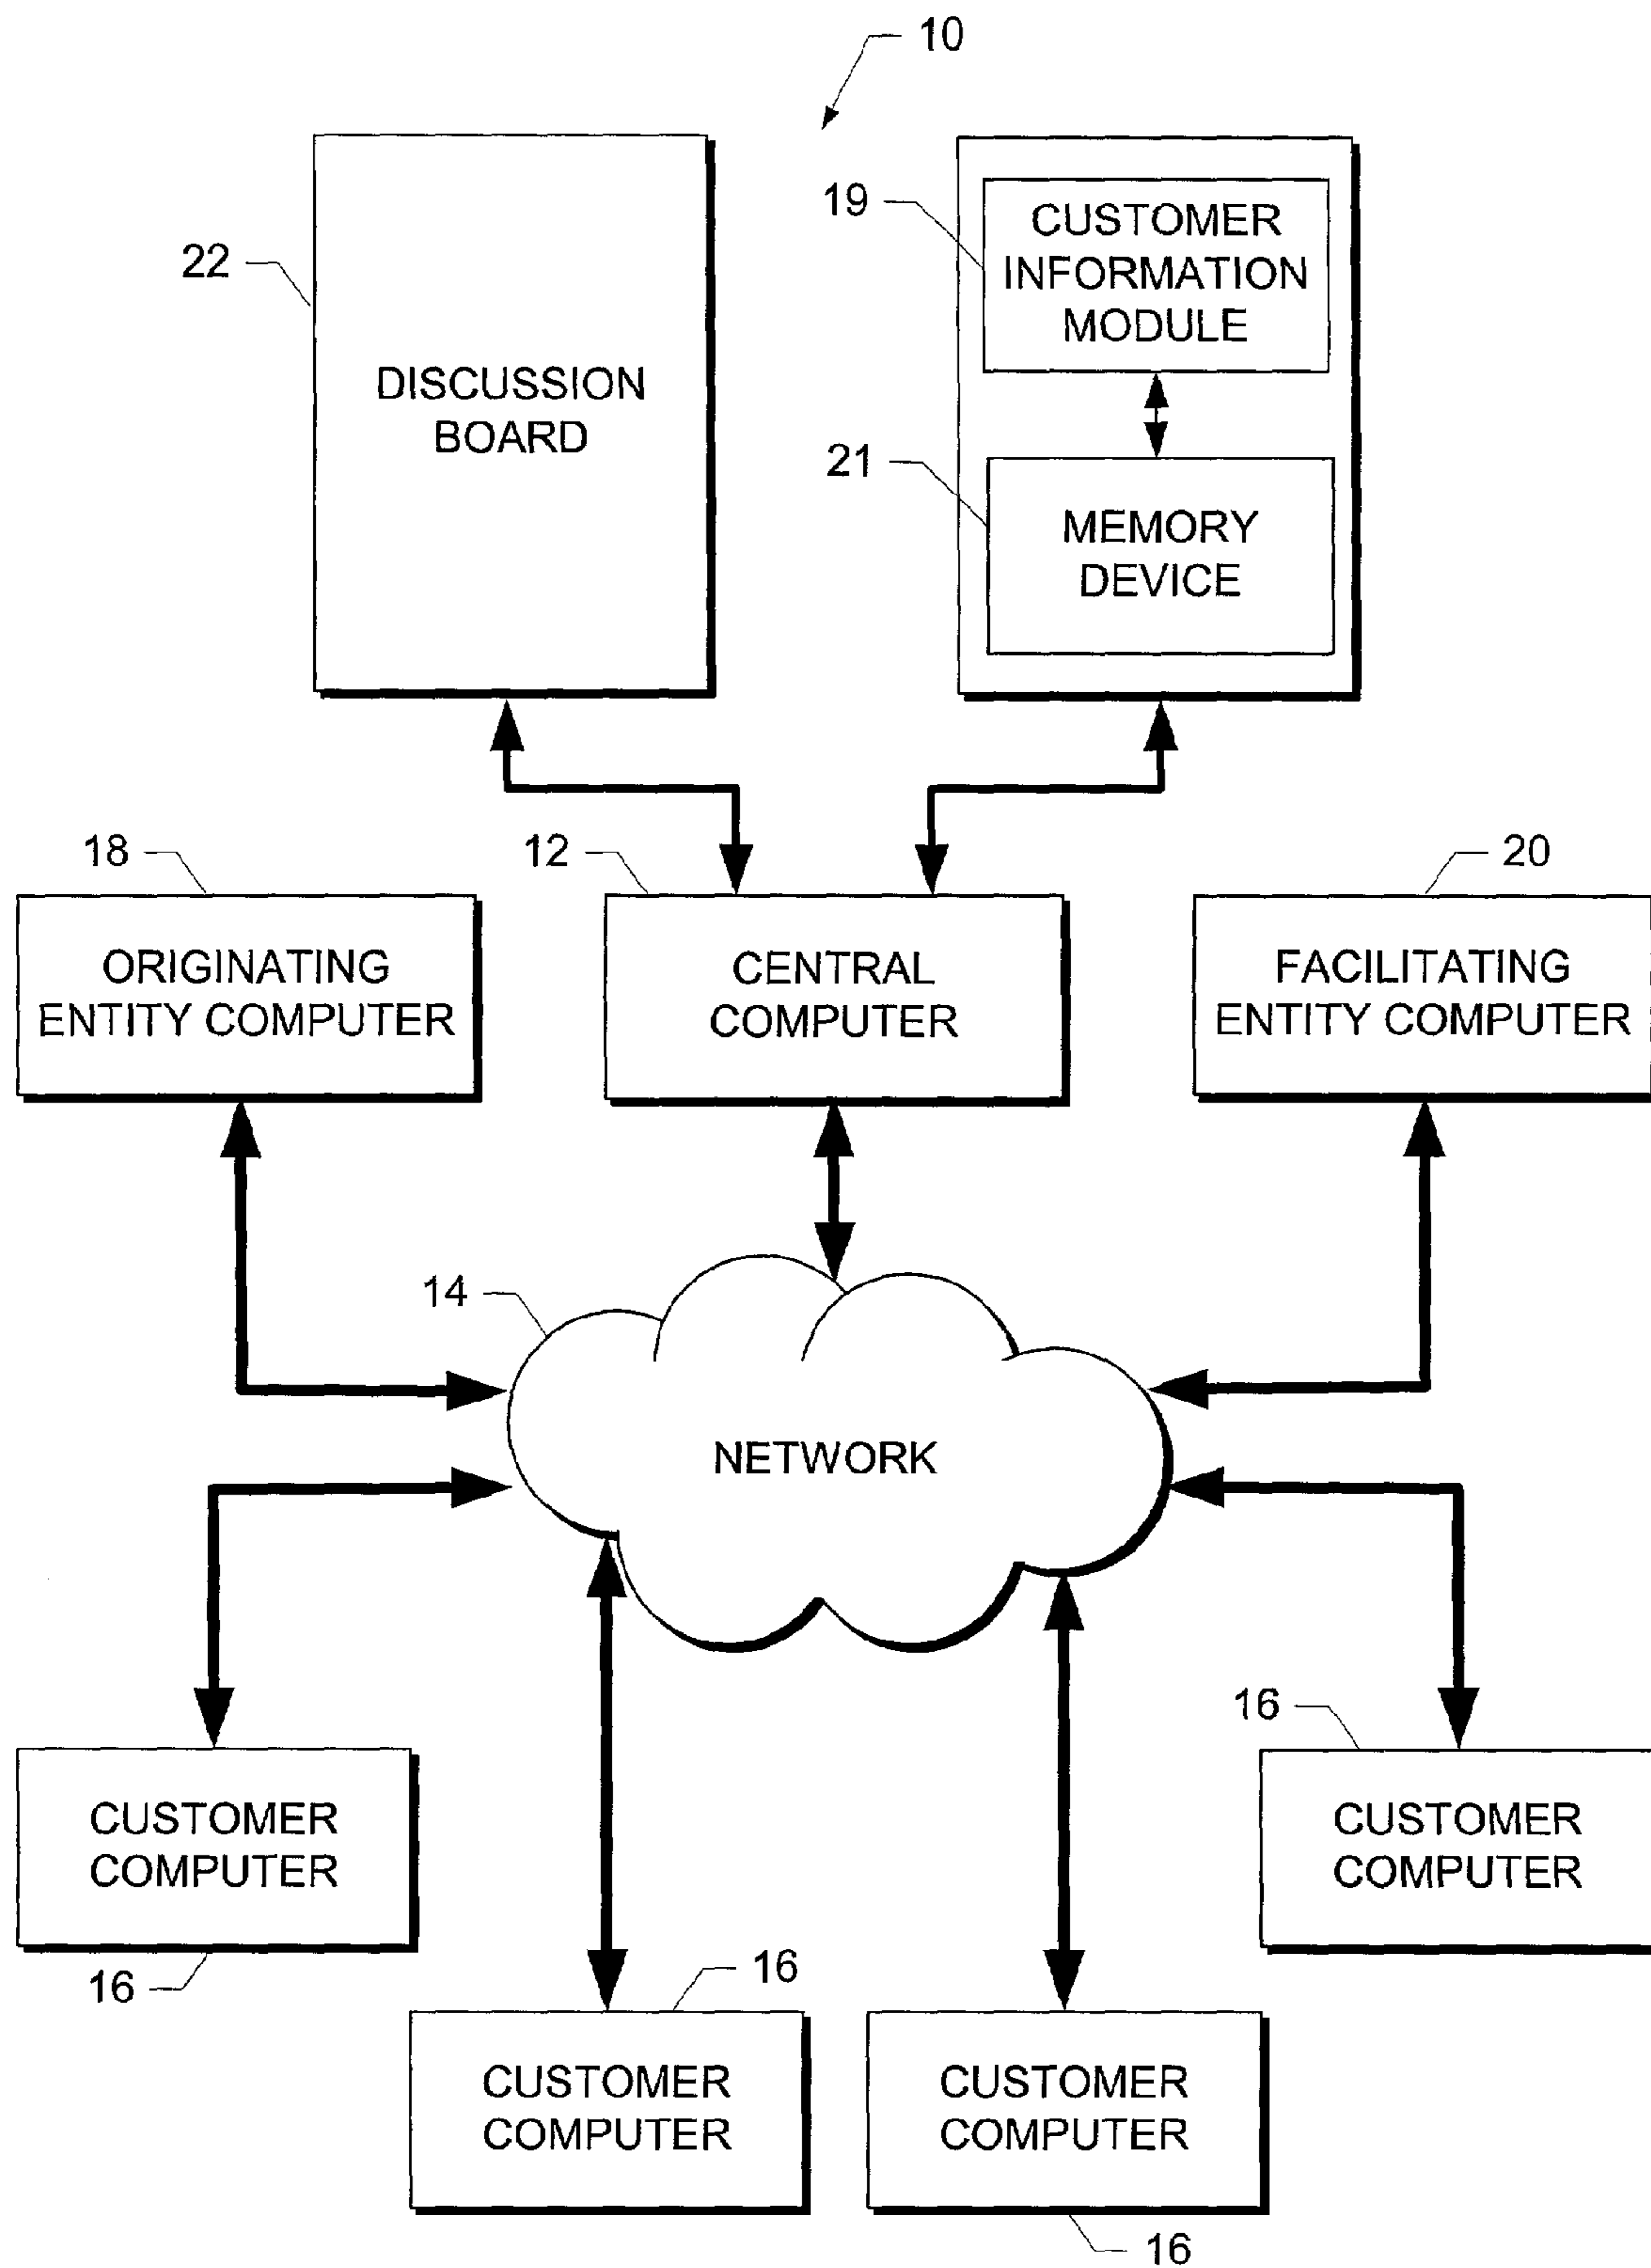 10
22
DISCUSSION
BOARD
19
CUSTOMER
INFORMATION
MODULE
21
MEMORY
DEVICE
18
ORIGINATING
ENTITY COMPUTER
12
CENTRAL
COMPUTER
20
FACILITATING
ENTITY COMPUTER
14
NETWORK
CUSTOMER
COMPUTER
16
16
CUSTOMER
COMPUTER
16
CUSTOMER
COMPUTER
CUSTOMER
COMPUTER
16